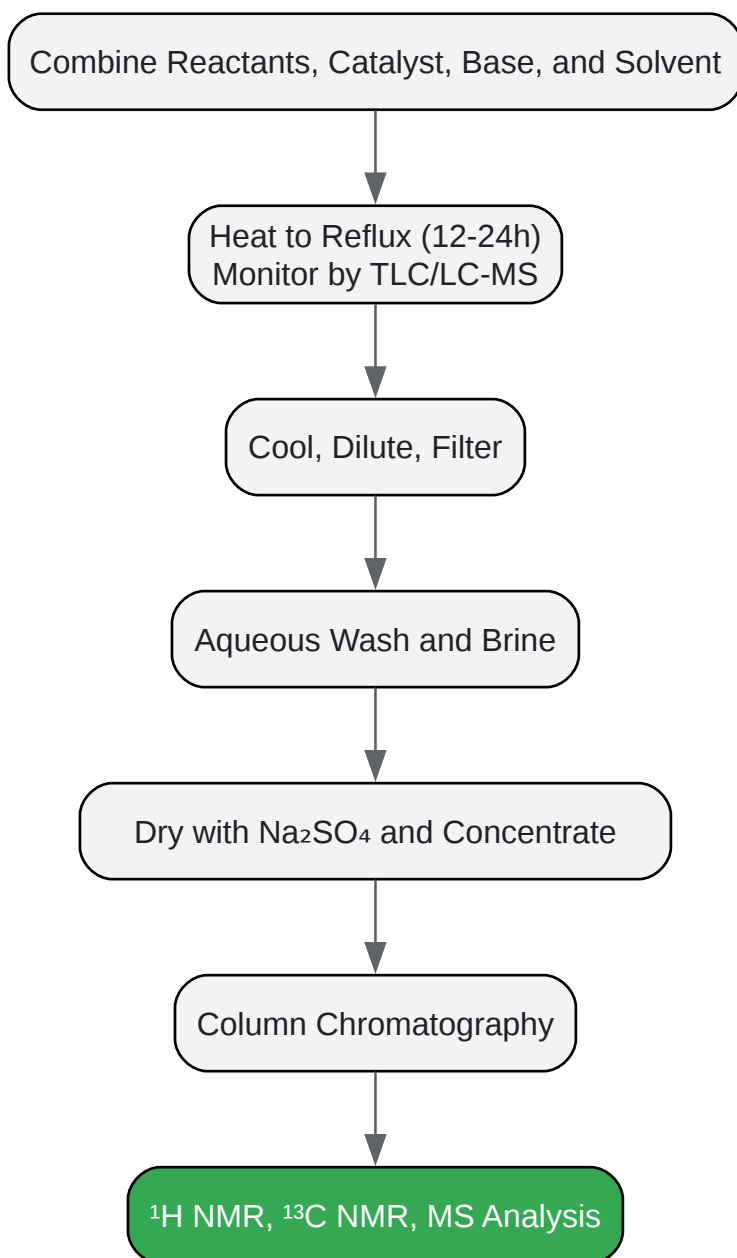 Combine Reactants, Catalyst, Base, and Solvent
Heat to Reflux (12-24h)
Monitor by TLC/LC-MS
Cool, Dilute, Filter
Aqueous Wash and Brine
Dry with Na₂SO₄ and Concentrate
Column Chromatography
¹H NMR, ¹³C NMR, MS Analysis